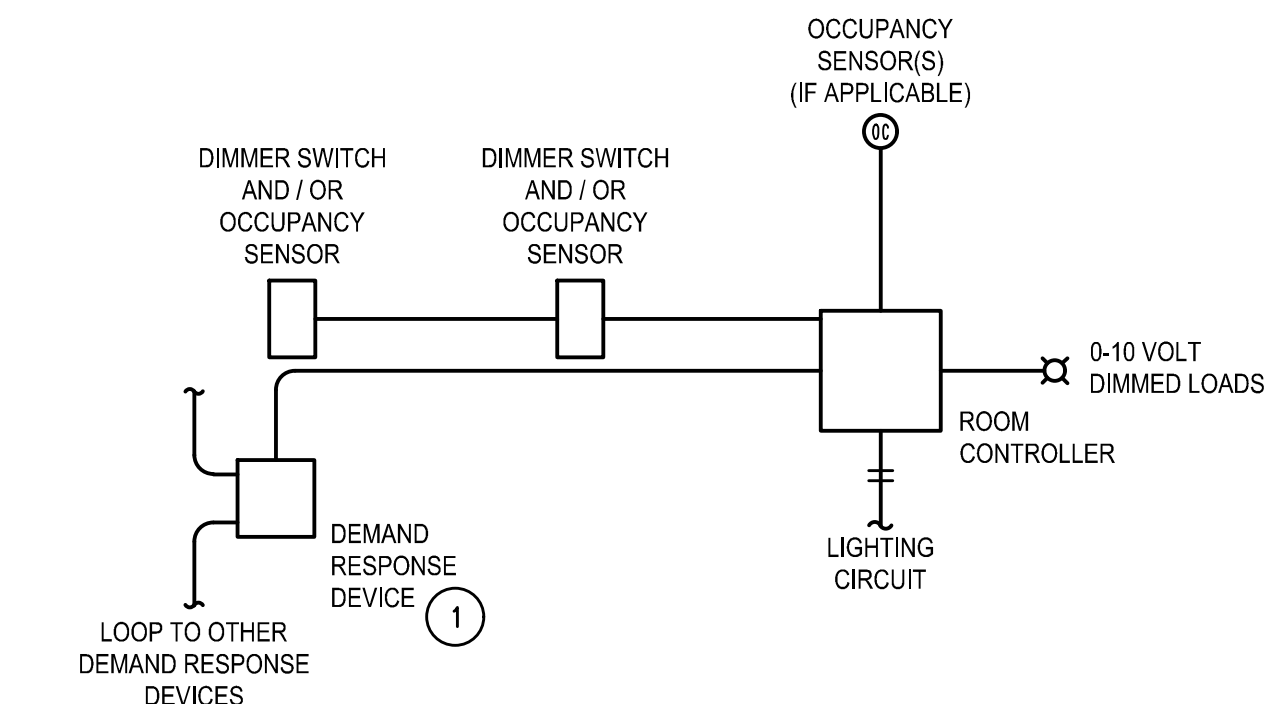 OCCUPANCY
SENSOR(S)
(IF APPLICABLE)
OC
DIMMER SWITCH
AND / OR
OCCUPANCY
SENSOR
DIMMER SWITCH
AND / OR
OCCUPANCY
SENSOR
0-10 VOLT
DIMMED LOADS
ROOM
CONTROLLER
LIGHTING
CIRCUIT
DEMAND
RESPONSE
DEVICE
1
LOOP TO OTHER
DEMAND RESPONSE
DEVICES